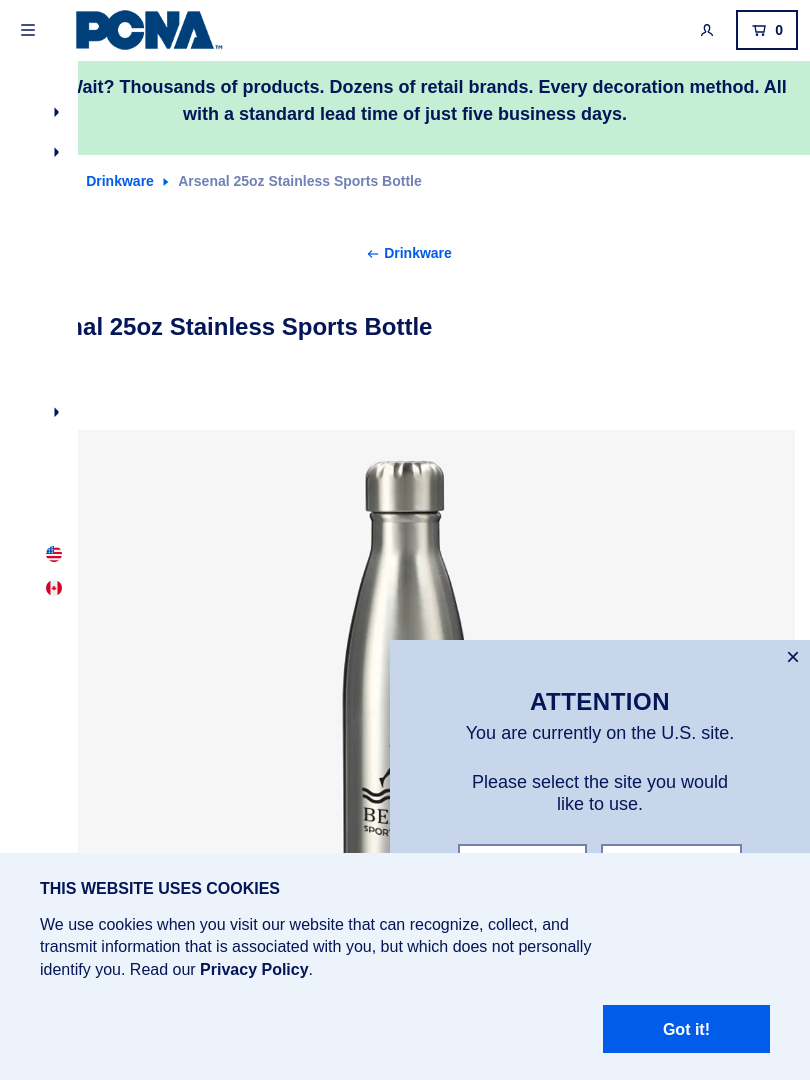 PCNA™
0
Wait? Thousands of products. Dozens of retail brands. Every decoration method. All
with a standard lead time of just five business days.
Drinkware
Arsenal 25oz Stainless Sports Bottle
Drinkware
nal 25oz Stainless Sports Bottle
ATTENTION
You are currently on the U.S. site.
Please select the site you would
like to use.
BE
SPORT
THIS WEBSITE USES COOKIES
We use cookies when you visit our website that can recognize, collect, and
transmit information that is associated with you, but which does not personally
identify you. Read our Privacy Policy.
Got it!